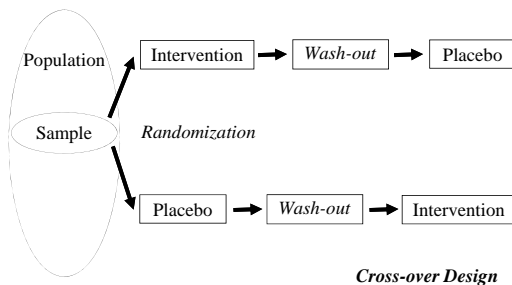 Population
Intervention
Wash-out
Placebo
Sample
Randomization
Placebo
Wash-out
Intervention
Cross-over Design